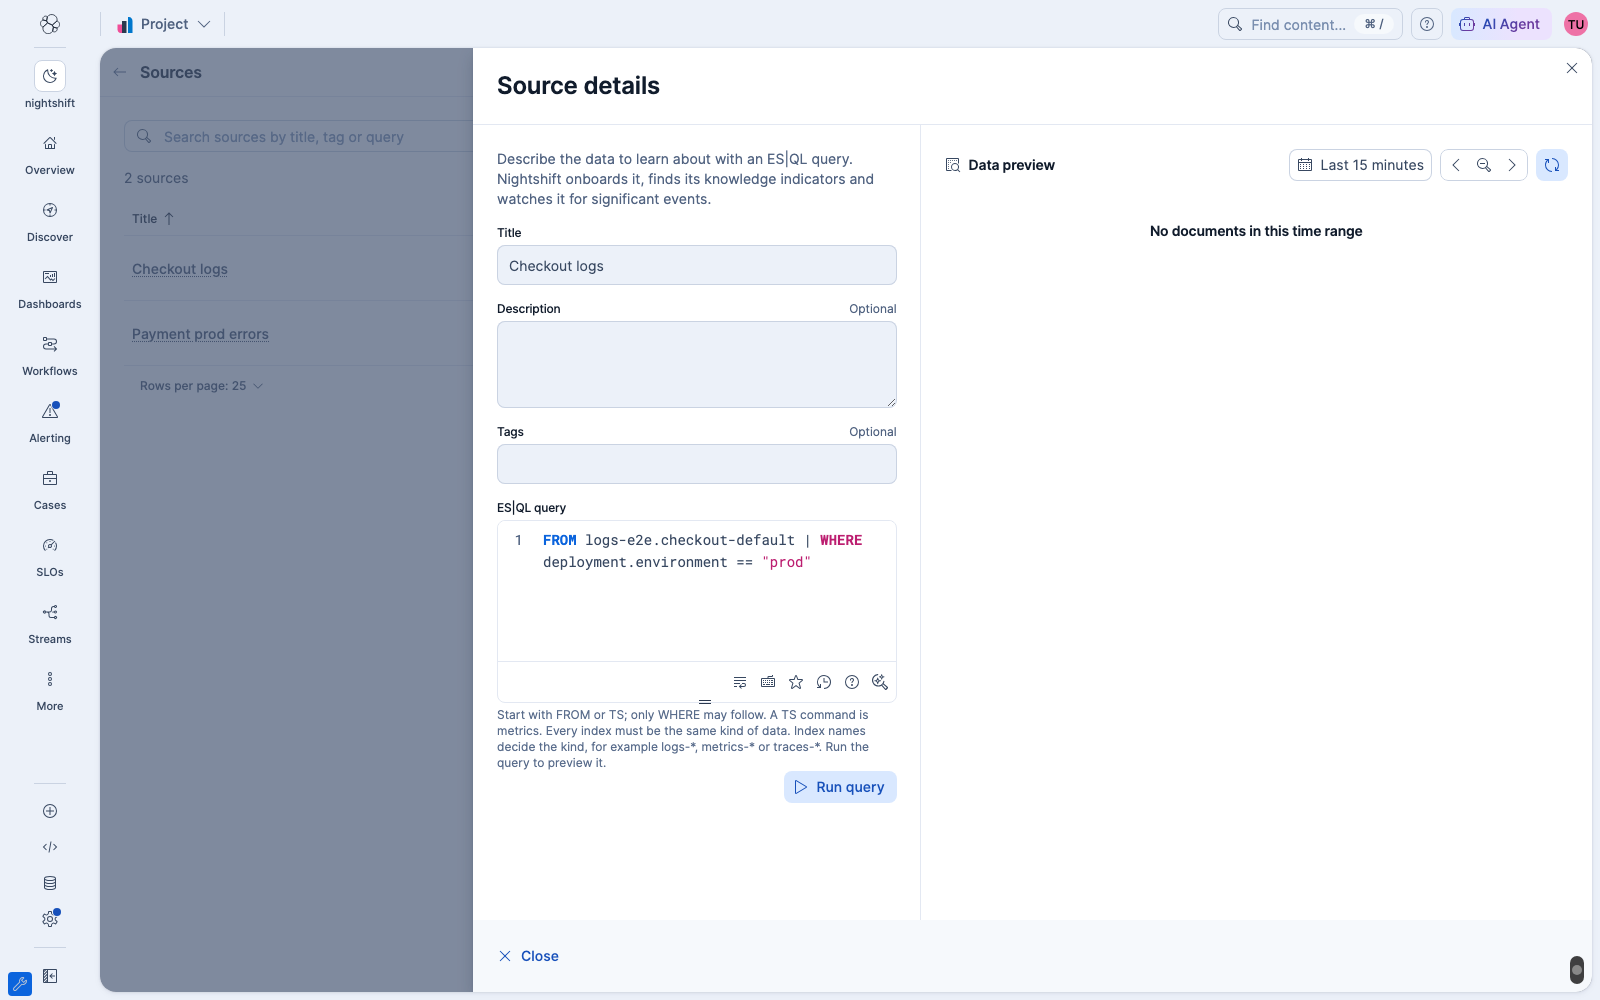 Project
Find content...
⌘ /
AI Agent
TU
nightshift
Overview
Discover
Dashboards
Workflows
Alerting
Cases
SLOs
Streams
More
Sources
Search sources by title, tag or query
2 sources
Title
Checkout logs
Payment prod errors
Rows per page: 25
Source details
Describe the data to learn about with an ES|QL query.
Nightshift onboards it, finds its knowledge indicators and
watches it for significant events.
Title
Checkout logs
Description Optional
Tags Optional
ES|QL query
1 FROM logs-e2e.checkout-default | WHERE
deployment.environment == "prod"
Start with FROM or TS; only WHERE may follow. A TS command is
metrics. Every index must be the same kind of data. Index names
decide the kind, for example logs-*, metrics-* or traces-*. Run the
query to preview it.
Run query
Data preview
Last 15 minutes
No documents in this time range
Close